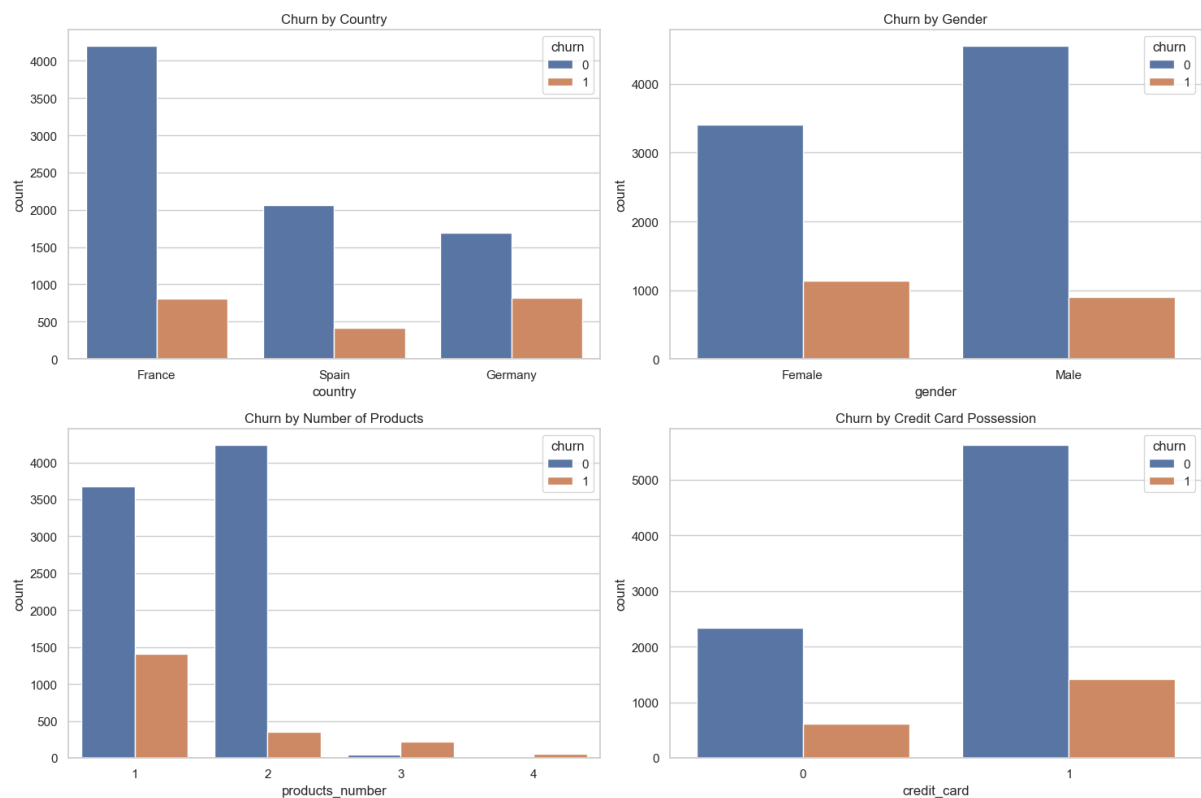 Churn by Country
churn
0
1
4000
3500
3000
2500
2000
1500
1000
500
0
count
France Spain Germany
country
Churn by Gender
churn
0
1
4000
3000
2000
1000
0
count
Female Male
gender
Churn by Number of Products
churn
0
1
4000
3500
3000
2500
2000
1500
1000
500
0
count
1 2 3 4
products_number
Churn by Credit Card Possession
churn
0
1
5000
4000
3000
2000
1000
0
count
0 1
credit_card